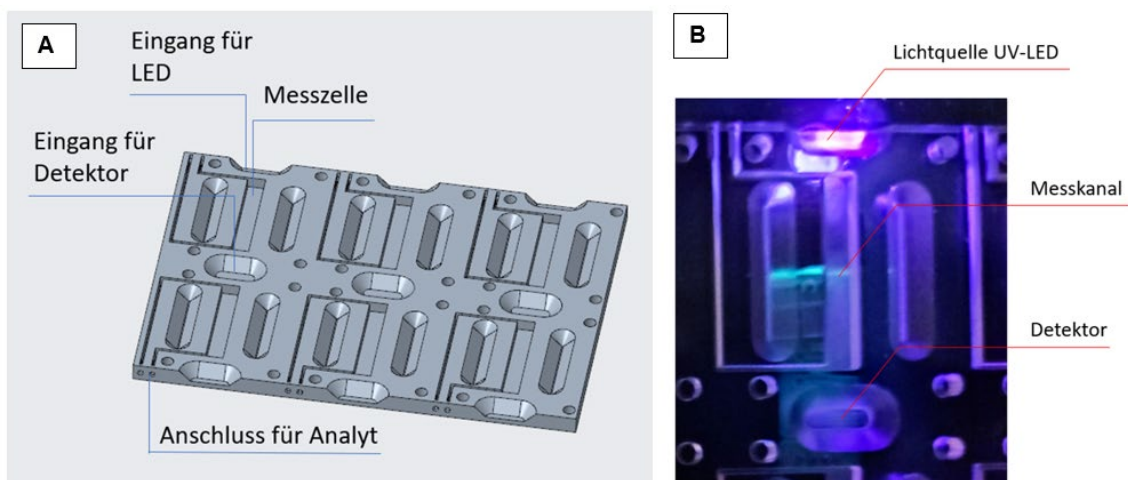 A
Eingang für
LED
Messzelle
Eingang für
Detektor
Anschluss für Analyt
B
Lichtquelle UV-LED
Messkanal
Detektor